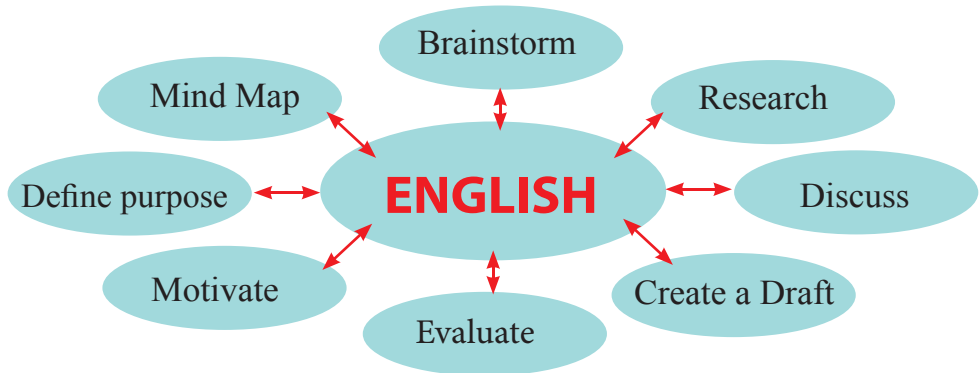 Brainstorm
Mind Map
Research
Define purpose
ENGLISH
Discuss
Motivate
Create a Draft
Evaluate